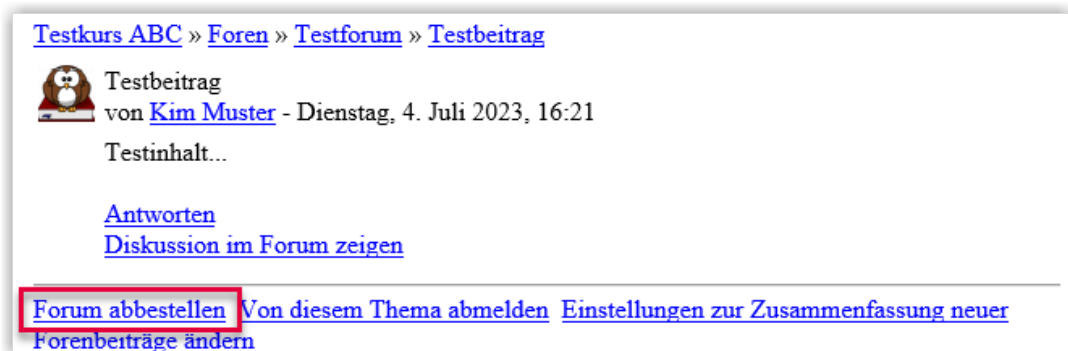 Testkurs ABC » Foren » Testforum » Testbeitrag
Testbeitrag
von Kim Muster - Dienstag, 4. Juli 2023, 16:21
Testinhalt...
Antworten
Diskussion im Forum zeigen
Forum abbestellen Von diesem Thema abmelden Einstellungen zur Zusammenfassung neuer
Forenbeiträge ändern